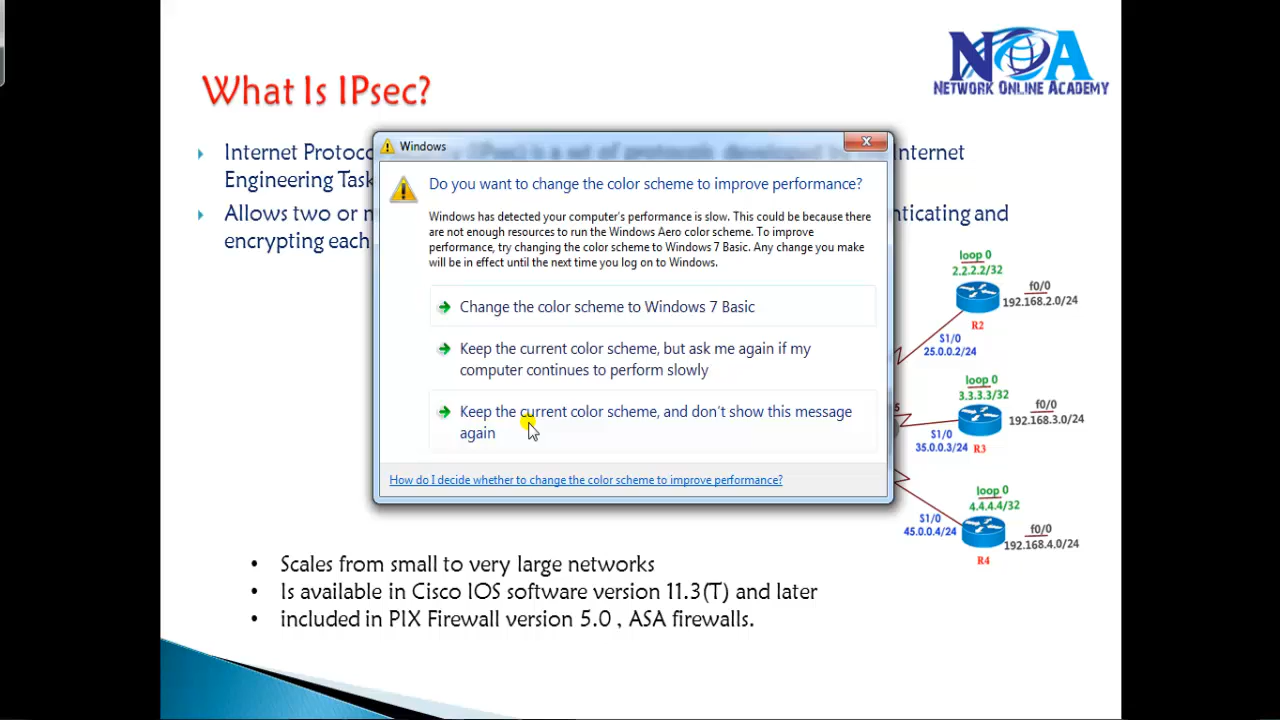 NOA
NETWORK ONLINE ACADEMY
What Is IPsec?
Internet Protoco (IPsec) is a set of protocols developed by the Internet
Engineering Task
Allows two or m nticating and
encrypting each
Windows
Do you want to change the color scheme to improve performance?
Windows has detected your computer's performance is slow. This could be because there
are not enough resources to run the Windows Aero color scheme. To improve
performance, try changing the color scheme to Windows 7 Basic. Any change you make
will be in effect until the next time you log on to Windows.
Change the color scheme to Windows 7 Basic
Keep the current color scheme, but ask me again if my
computer continues to perform slowly
Keep the current color scheme, and don't show this message
again
How do I decide whether to change the color scheme to improve performance?
loop 0
2.2.2.2/32
f0/0
192.168.2.0/24
R2
S1/0
25.0.0.2/24
loop 0
3.3.3.3/32
f0/0
192.168.3.0/24
S1/0
35.0.0.3/24
R3
loop 0
4.4.4.4/32
S1/0
45.0.0.4/24
f0/0
192.168.4.0/24
R4
Scales from small to very large networks
Is available in Cisco IOS software version 11.3(T) and later
included in PIX Firewall version 5.0 , ASA firewalls.